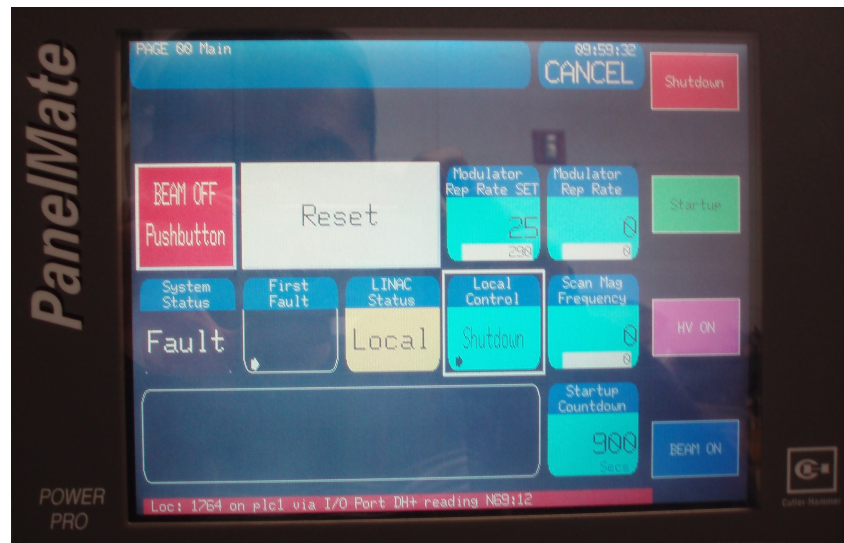 PanelMate
POWER
PRO
PAGE 00 Main
09:59:32
CANCEL
Shutdown
BEAM OFF
Pushbutton
Reset
Modulator
Rep Rate SET
25
290
Modulator
Rep Rate
0
0
Startup
System
Status
Fault
First
Fault
LINAC
Status
Local
Local
Control
Shutdown
Scan Mag
Frequency
0
0
HV ON
Startup
Countdown
900
Secs
BEAM ON
Loc: 1764 on plc1 via I/O Port DH+ reading N69:12
Cutler Hammer